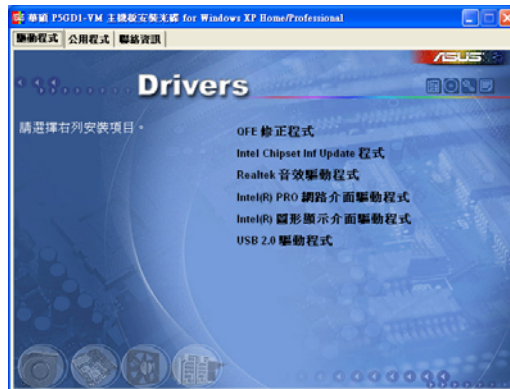 華碩 P5GD1-VM 主機板安裝光碟 for Windows XP Home/Professional
驅動程式 公用程式 聯絡資訊
ASUS
Drivers
請選擇右列安裝項目。
OFE 修正程式
Intel Chipset Inf Update 程式
Realtek 音效驅動程式
Intel(R) PRO 網路介面驅動程式
Intel(R) 圖形顯示介面驅動程式
USB 2.0 驅動程式